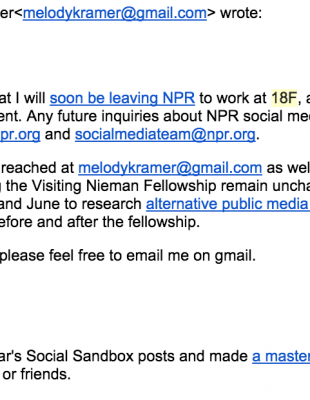 er<melodykramer@gmail.com> wrote:
at I will soon be leaving NPR to work at 18F, a
ent. Any future inquiries about NPR social med
pr.org and socialmediateam@npr.org.
reached at melodykramer@gmail.com as well
g the Visiting Nieman Fellowship remain uncha
and June to research alternative public media
efore and after the fellowship.
please feel free to email me on gmail.
ar's Social Sandbox posts and made a master
or friends.